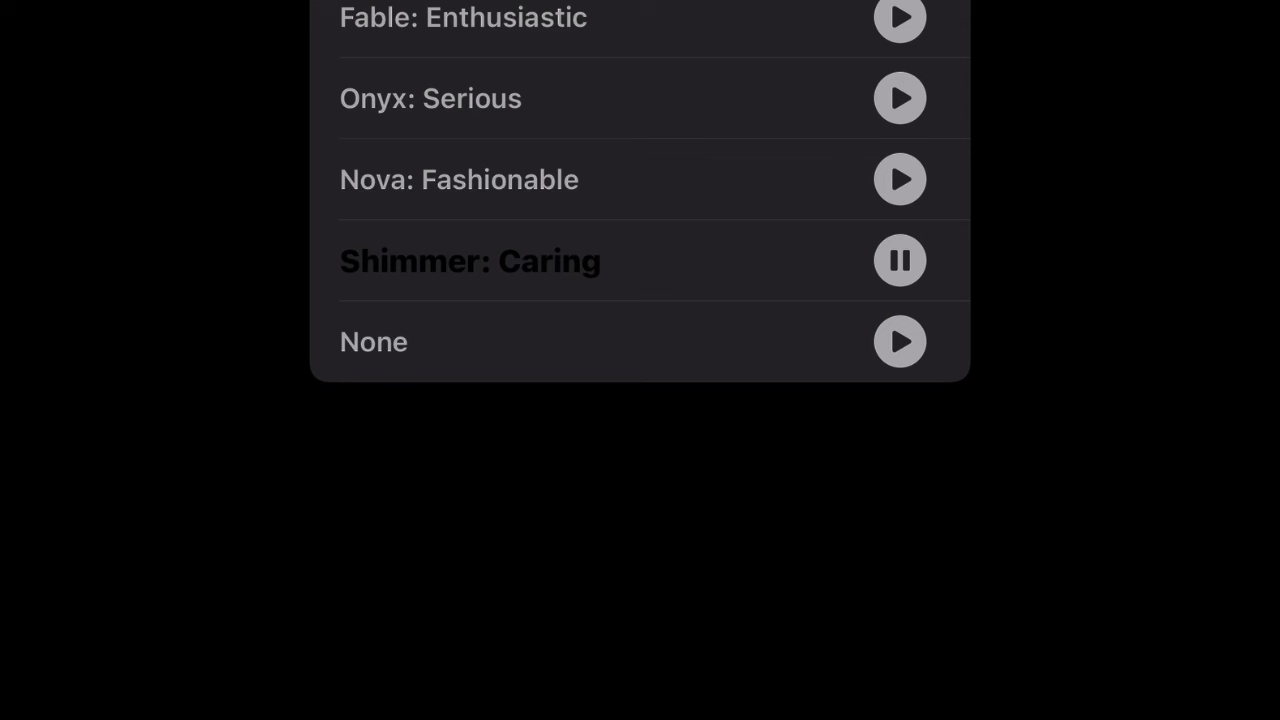 Fable: Enthusiastic
Onyx: Serious
Nova: Fashionable
Shimmer: Caring
None